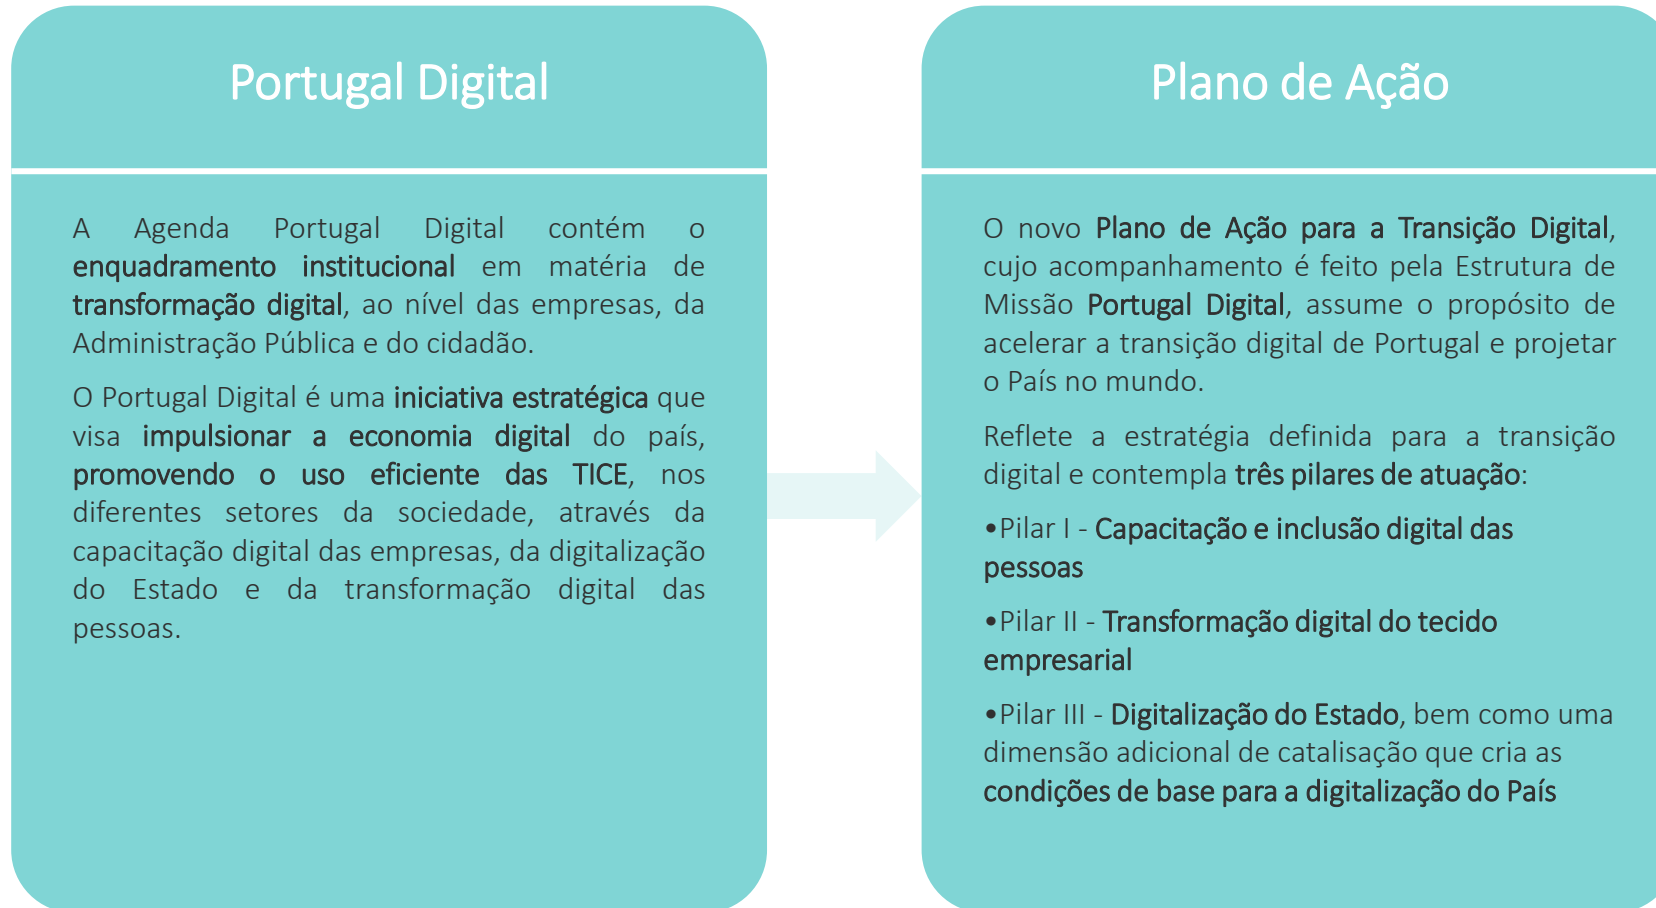 Portugal Digital
A Agenda Portugal Digital contém o
enquadramento institucional em matéria de
transformação digital, ao nível das empresas, da
Administração Pública e do cidadão.
O Portugal Digital é uma iniciativa estratégica que
visa impulsionar a economia digital do país,
promovendo o uso eficiente das TICE, nos
diferentes setores da sociedade, através da
capacitação digital das empresas, da digitalização
do Estado e da transformação digital das
pessoas.
Plano de Ação
O novo Plano de Ação para a Transição Digital,
cujo acompanhamento é feito pela Estrutura de
Missão Portugal Digital, assume o propósito de
acelerar a transição digital de Portugal e projetar
o País no mundo.
Reflete a estratégia definida para a transição
digital e contempla três pilares de atuação:
•Pilar I - Capacitação e inclusão digital das
pessoas
•Pilar II - Transformação digital do tecido
empresarial
•Pilar III - Digitalização do Estado, bem como uma
dimensão adicional de catalisação que cria as
condições de base para a digitalização do País